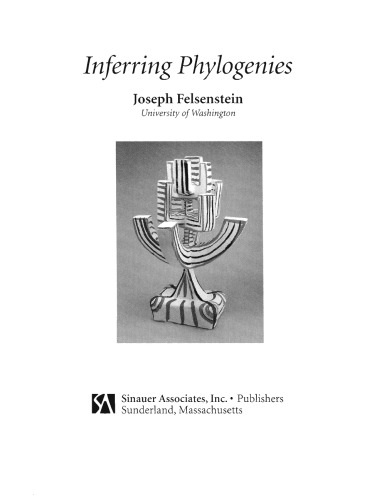 Inferring Phylogenies
Joseph Felsenstein
University of Washington
SA Sinauer Associates, Inc. • Publishers
Sunderland, Massachusetts